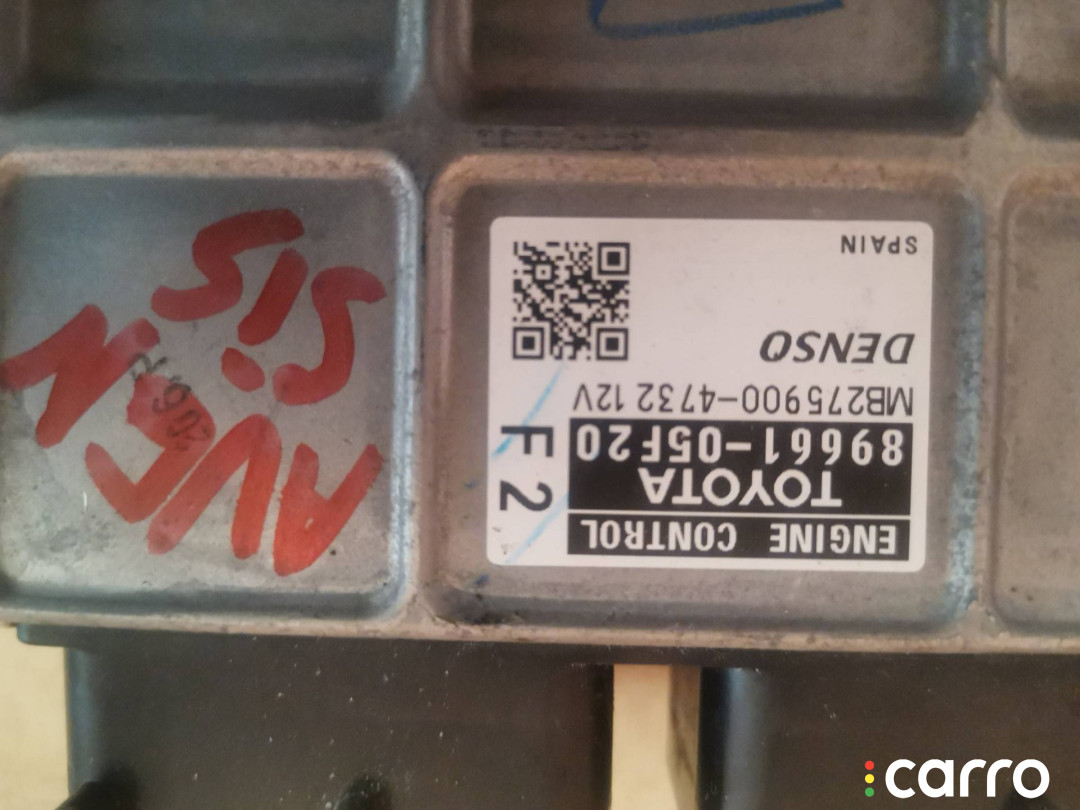 ENGINE CONTROL
TOYOTA
89661-05F20
F2
MB275900-4732 12V
DENSO
SPAIN
AVEN
SIS
carro